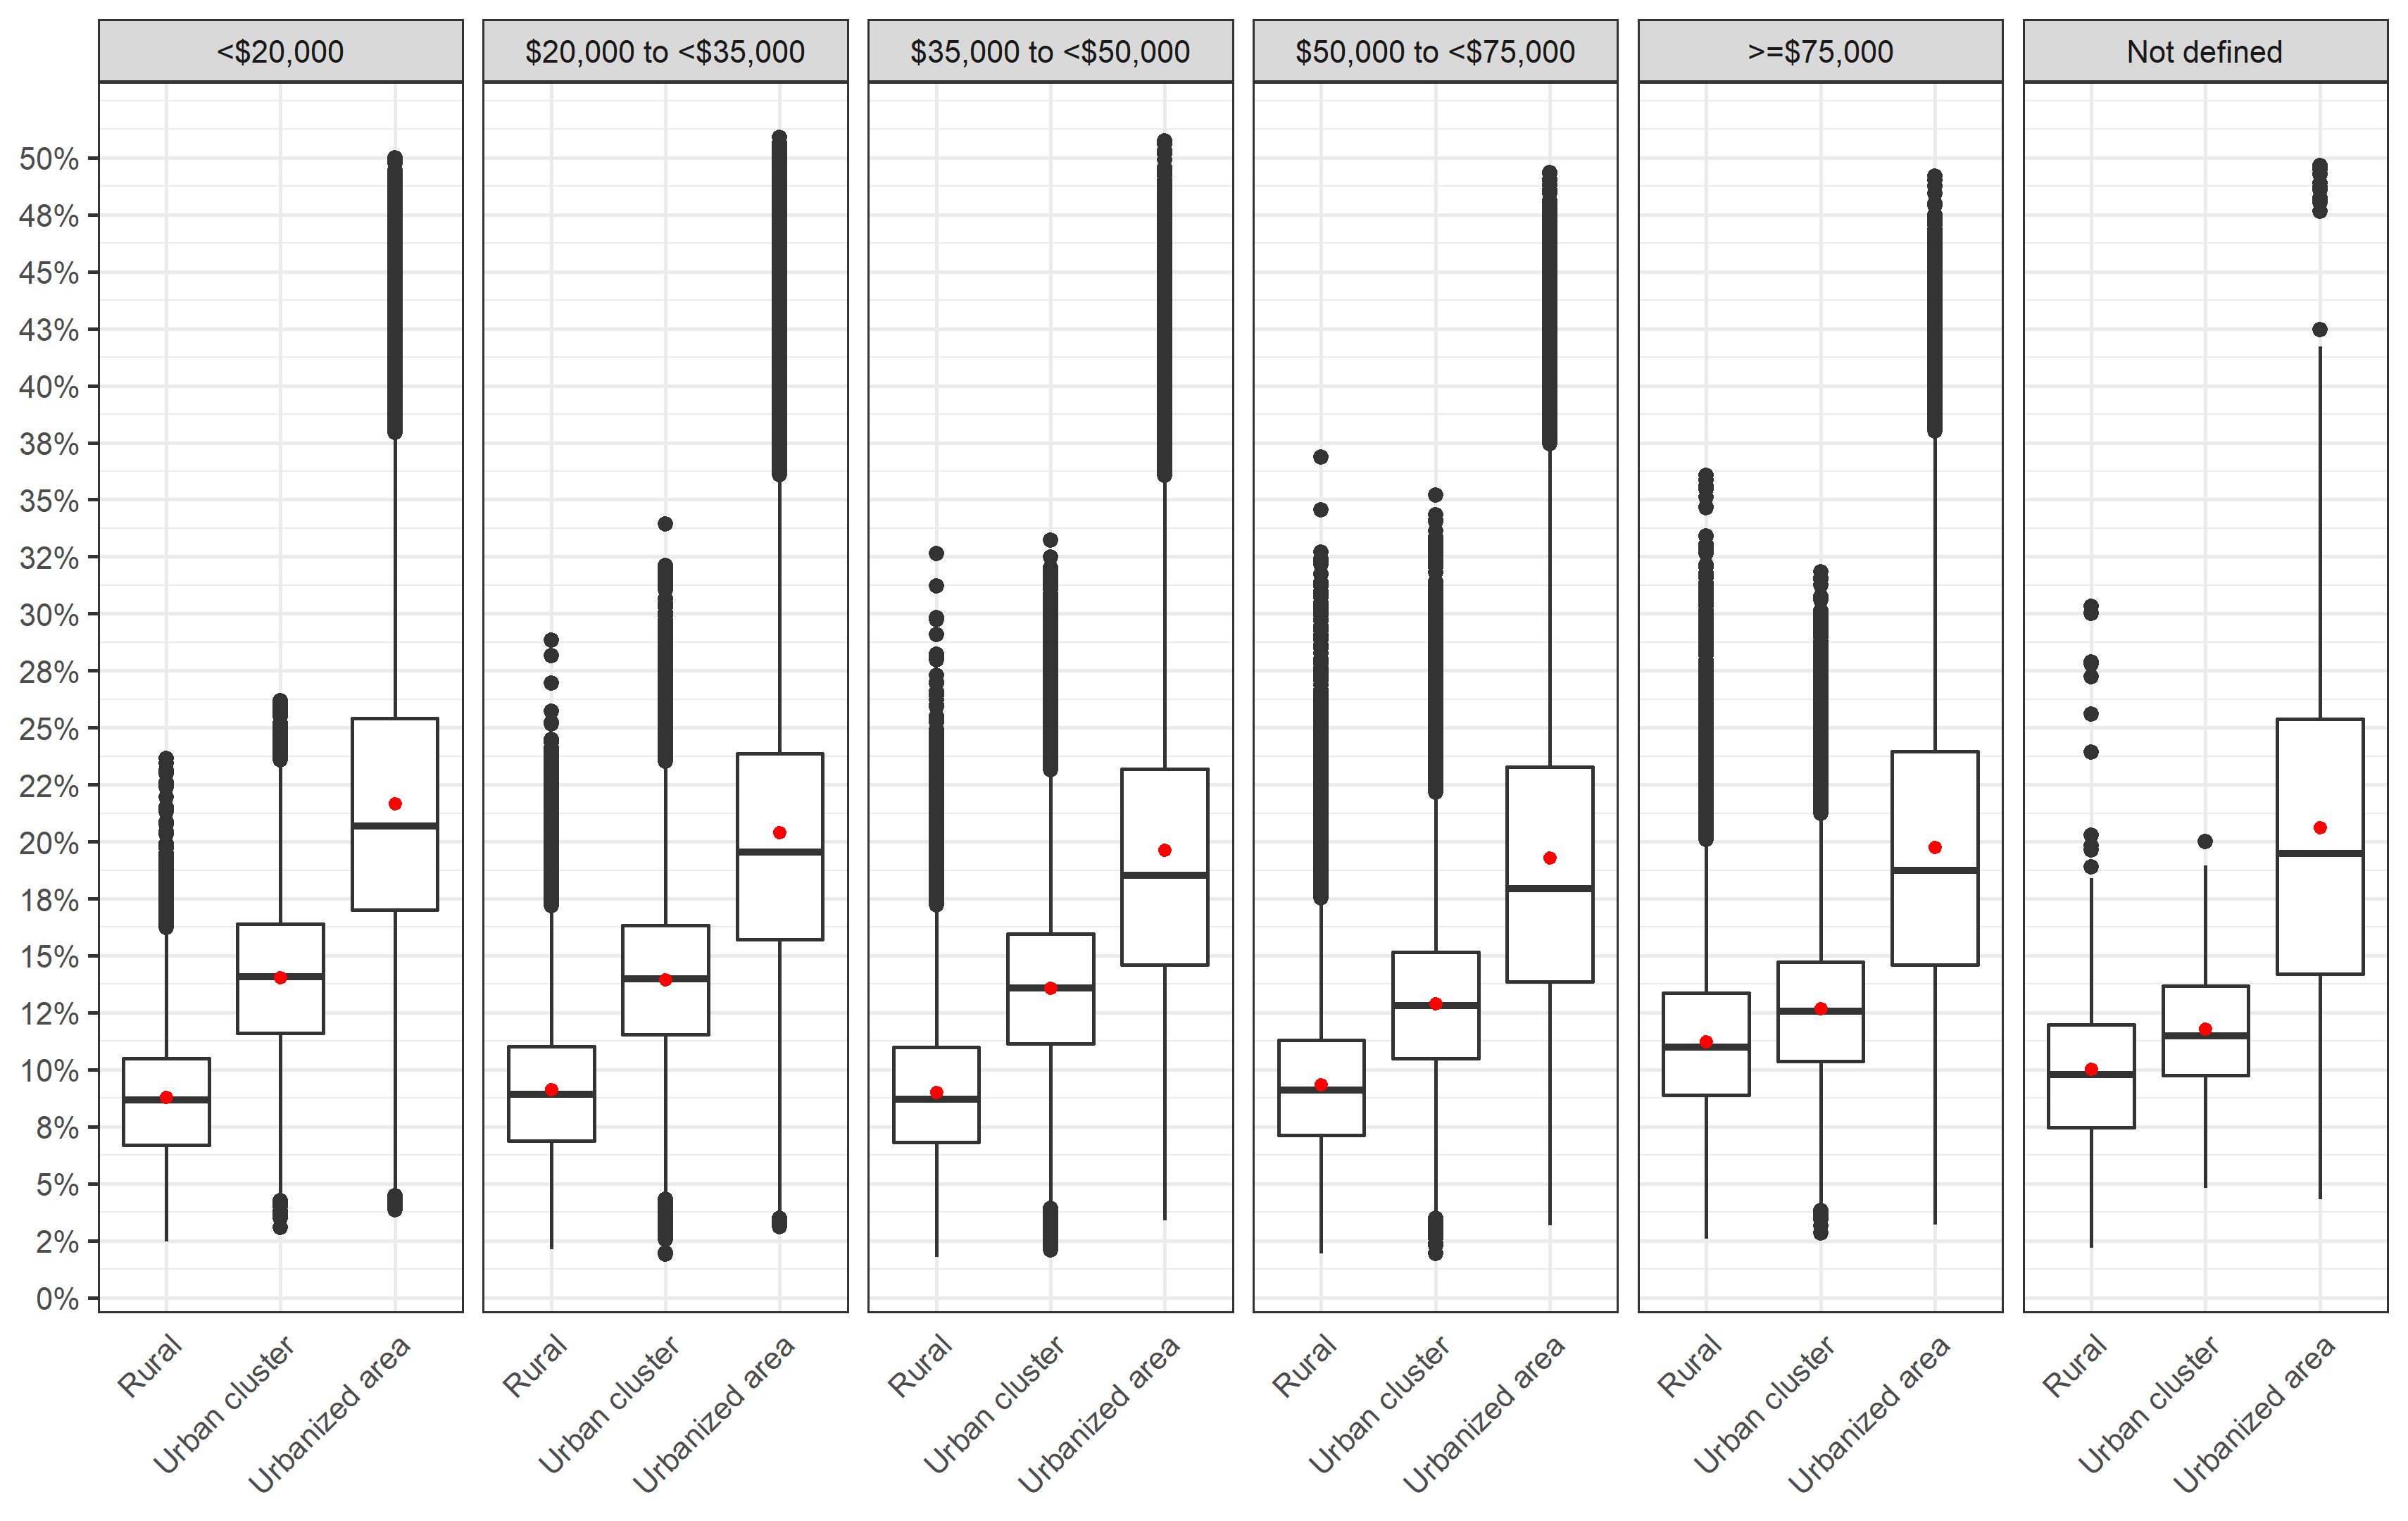 <$20,000
$20,000 to <$35,000
$35,000 to <$50,000
$50,000 to <$75,000
>=$75,000
Not defined
50%
48%
45%
43%
40%
38%
35%
32%
30%
28%
25%
22%
20%
18%
15%
12%
10%
8%
5%
2%
0%
Rural
Urban cluster
Urbanized area
Rural
Urban cluster
Urbanized area
Rural
Urban cluster
Urbanized area
Rural
Urban cluster
Urbanized area
Rural
Urban cluster
Urbanized area
Rural
Urban cluster
Urbanized area